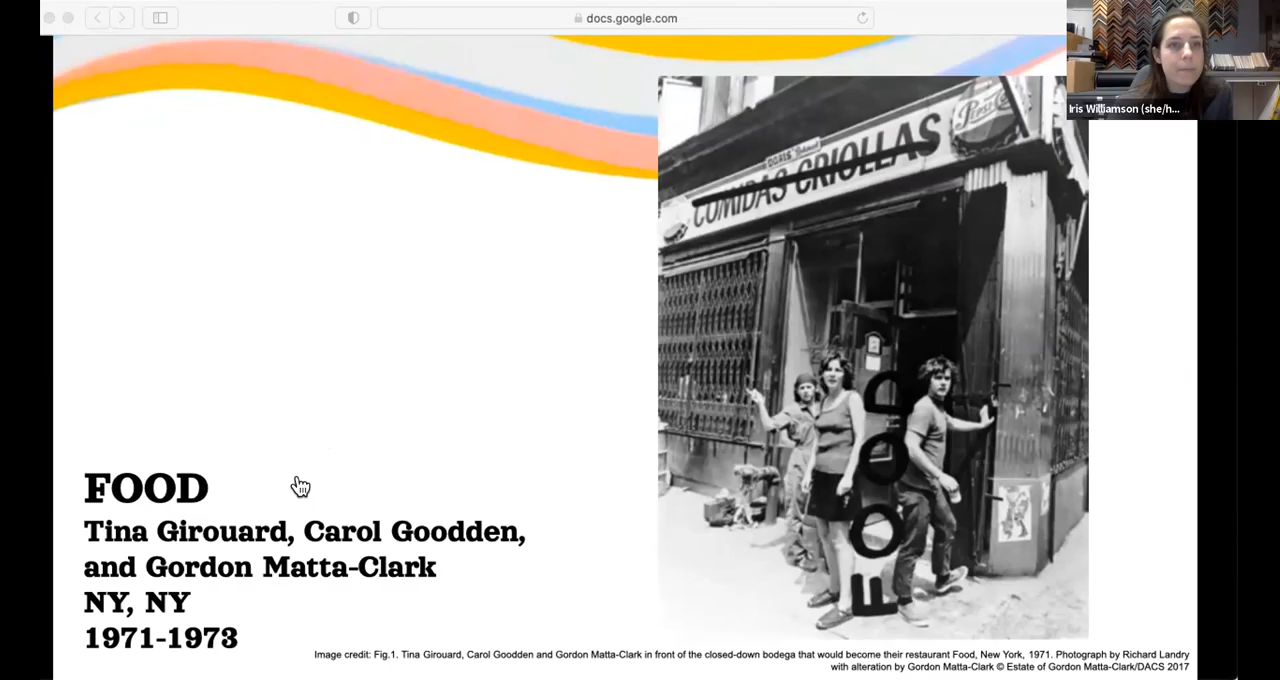 docs.google.com
Iris Williamson (she/h...
DORIS'
COMIDAS CRIOLLAS
FOOD
FOOD
Tina Girouard, Carol Goodden,
and Gordon Matta-Clark
NY, NY
1971-1973
Image credit: Fig.1. Tina Girouard, Carol Goodden and Gordon Matta-Clark in front of the closed-down bodega that would become their restaurant Food, New York, 1971. Photograph by Richard Landry
with alteration by Gordon Matta-Clark © Estate of Gordon Matta-Clark/DACS 2017